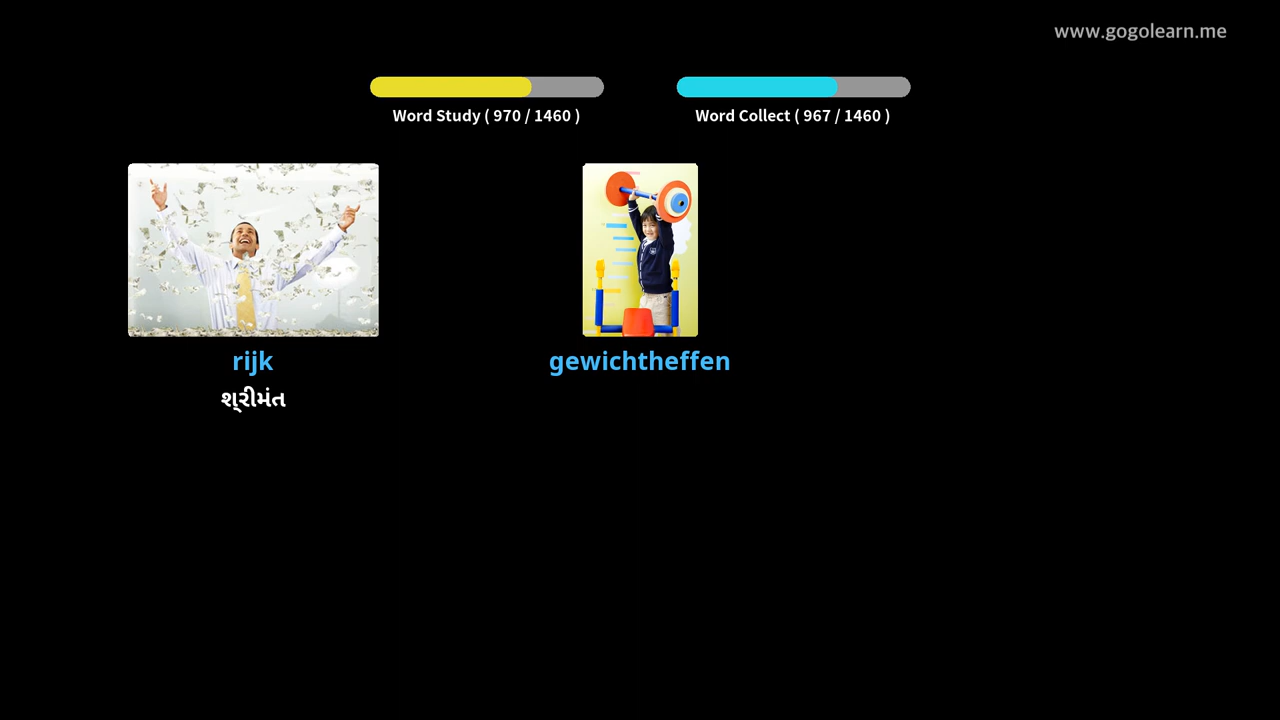 www.gogolearn.me
Word Study ( 970 / 1460 )
Word Collect ( 967 / 1460 )
rijk
gewichtheffen
શ્રીમંત